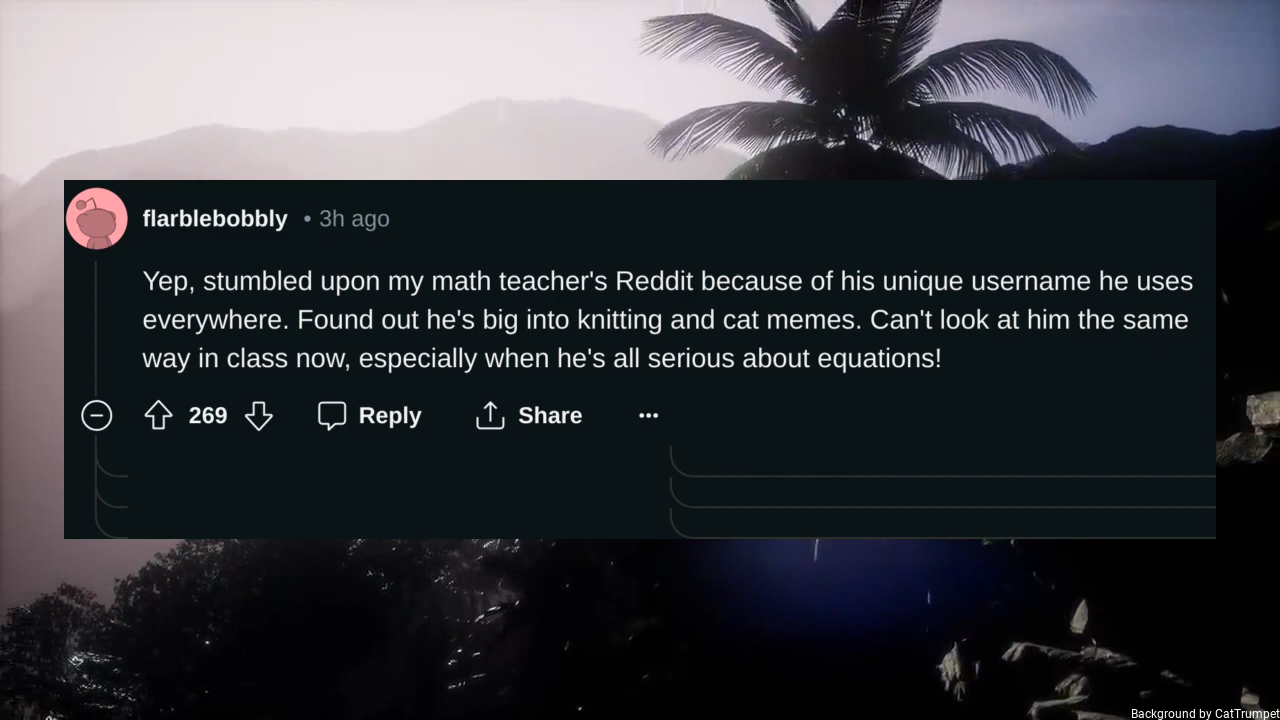 flarblebobbly • 3h ago
Yep, stumbled upon my math teacher's Reddit because of his unique username he uses
everywhere. Found out he's big into knitting and cat memes. Can't look at him the same
way in class now, especially when he's all serious about equations!
269 Reply Share •••
Background by CatTrumpet